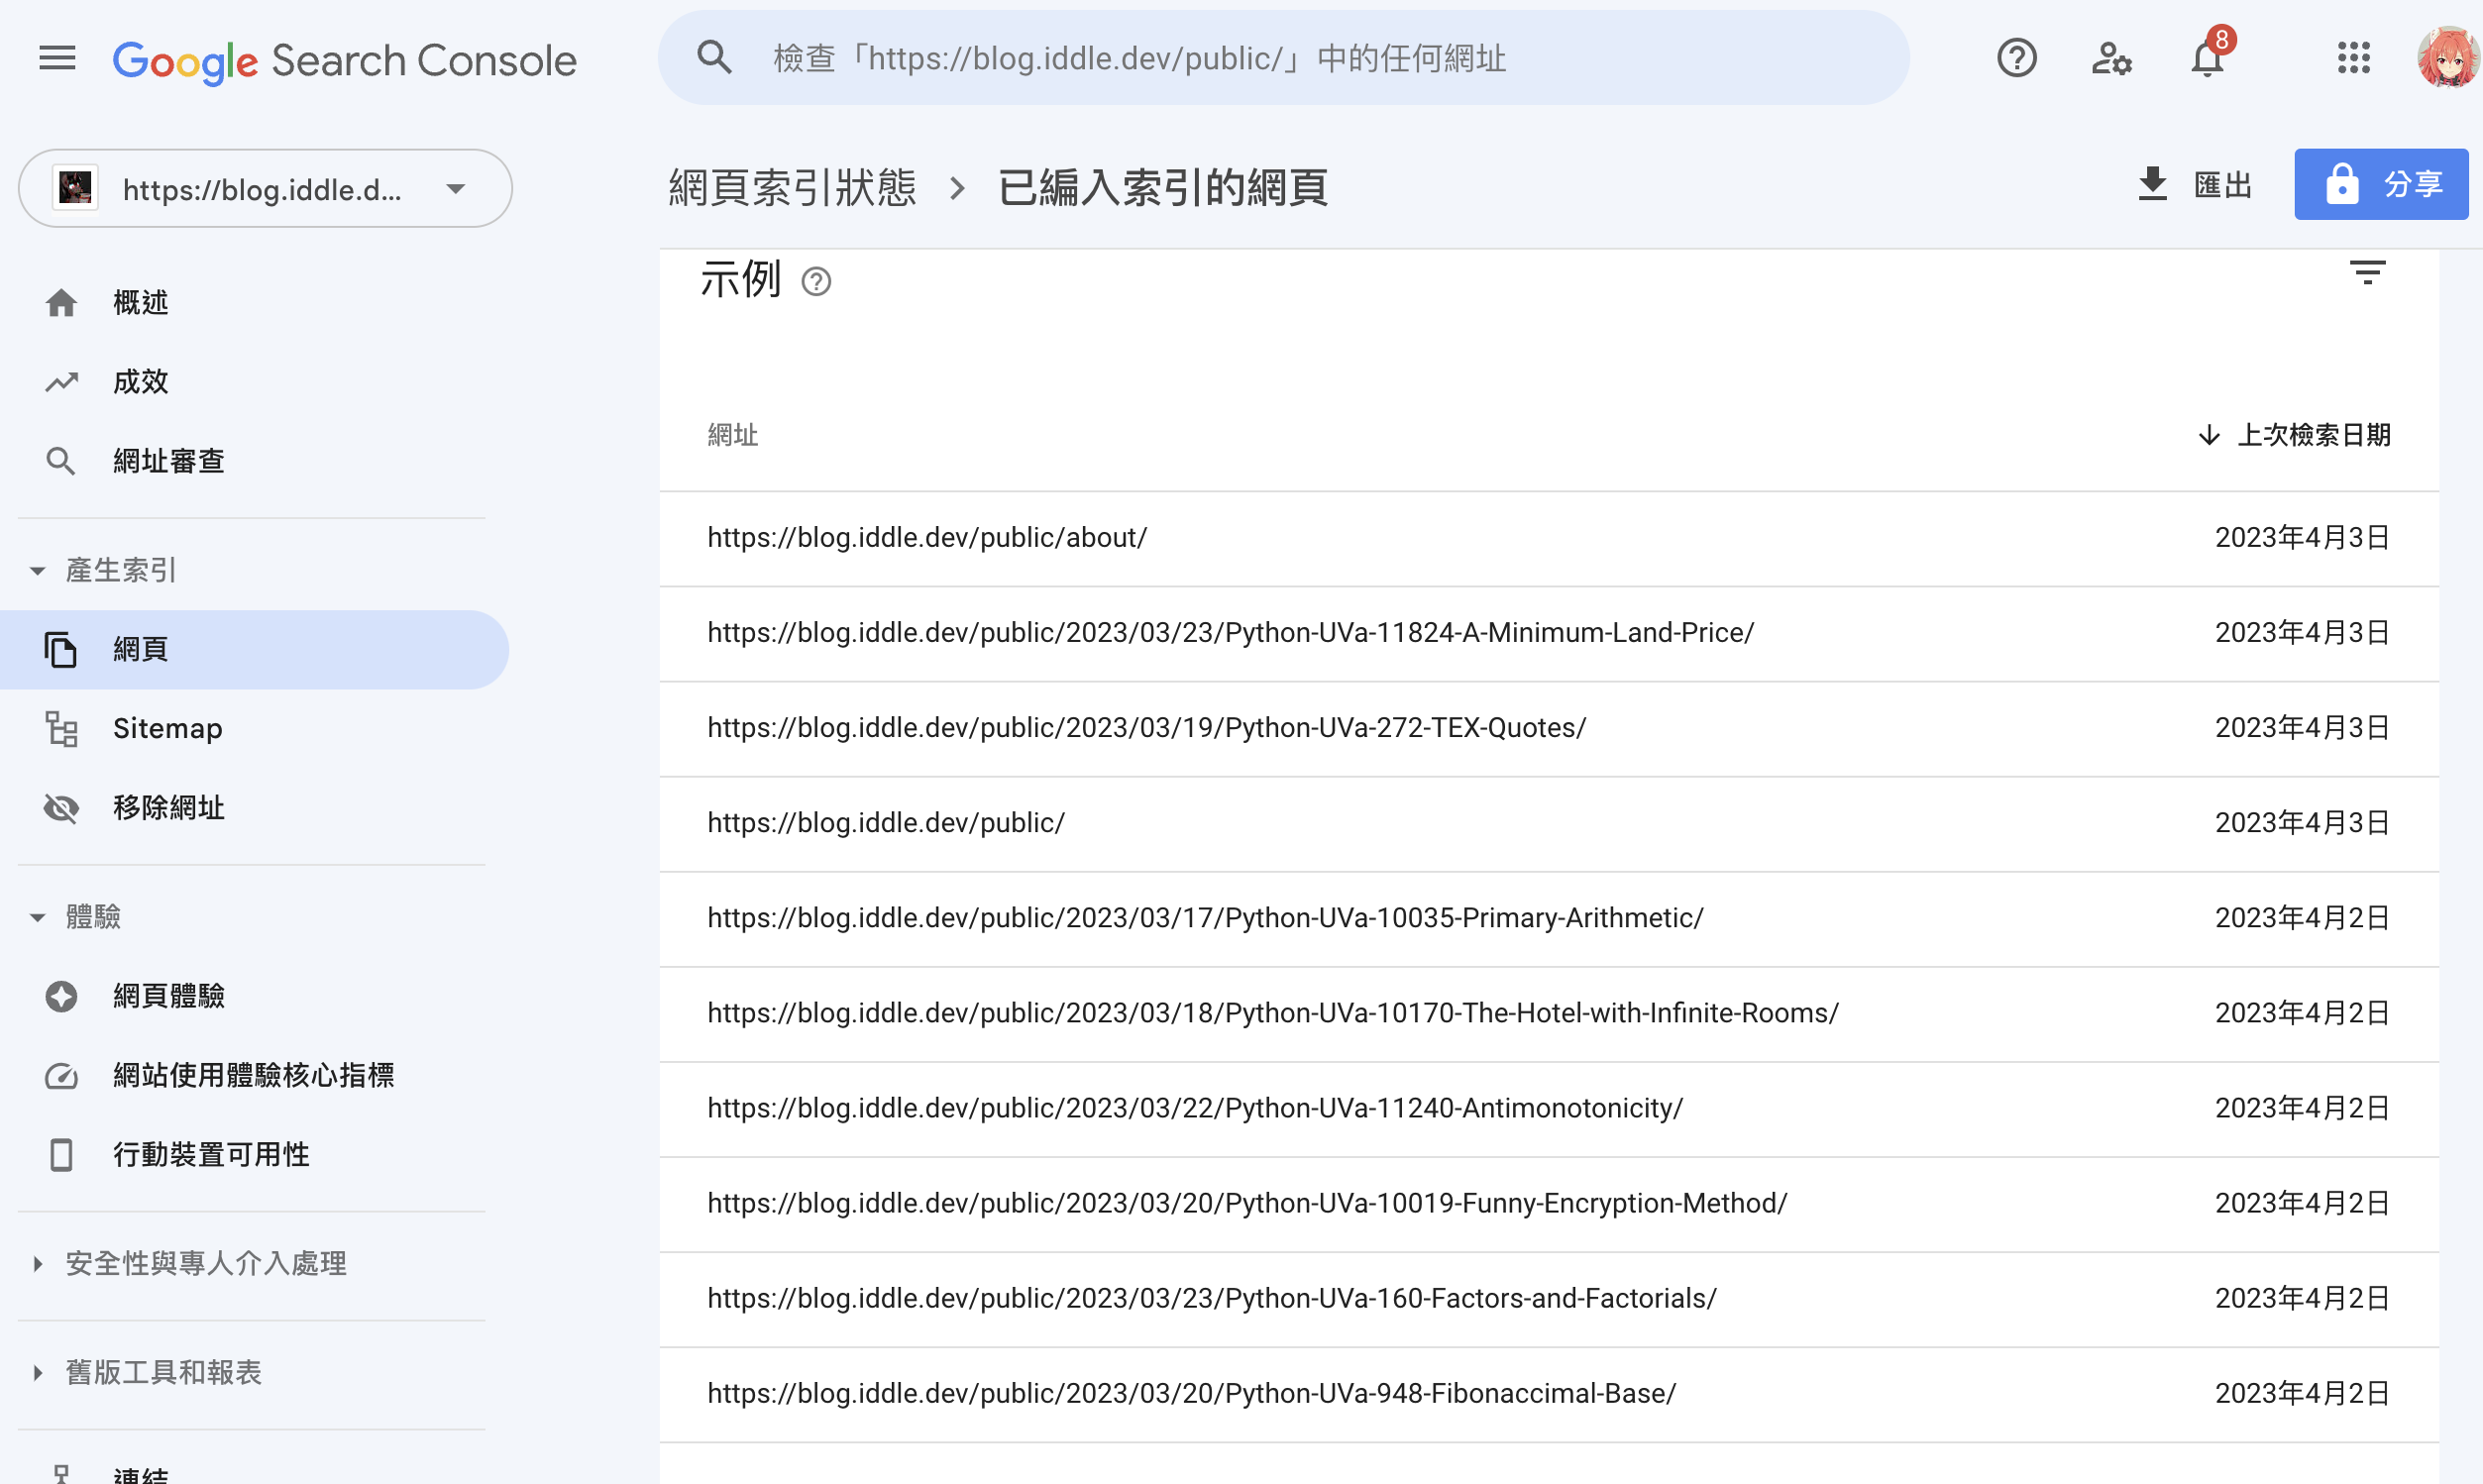 Google Search Console
檢查「https://blog.iddle.dev/public/」中的任何網址
8
https://blog.iddle.d...
網頁索引狀態 > 已編入索引的網頁
匯出
分享
概述
成效
網址審查
產生索引
網頁
Sitemap
移除網址
體驗
網頁體驗
網站使用體驗核心指標
行動裝置可用性
安全性與專人介入處理
舊版工具和報表
連結
示例
網址 上次檢索日期
https://blog.iddle.dev/public/about/ 2023年4月3日
https://blog.iddle.dev/public/2023/03/23/Python-UVa-11824-A-Minimum-Land-Price/ 2023年4月3日
https://blog.iddle.dev/public/2023/03/19/Python-UVa-272-TEX-Quotes/ 2023年4月3日
https://blog.iddle.dev/public/ 2023年4月3日
https://blog.iddle.dev/public/2023/03/17/Python-UVa-10035-Primary-Arithmetic/ 2023年4月2日
https://blog.iddle.dev/public/2023/03/18/Python-UVa-10170-The-Hotel-with-Infinite-Rooms/ 2023年4月2日
https://blog.iddle.dev/public/2023/03/22/Python-UVa-11240-Antimonotonicity/ 2023年4月2日
https://blog.iddle.dev/public/2023/03/20/Python-UVa-10019-Funny-Encryption-Method/ 2023年4月2日
https://blog.iddle.dev/public/2023/03/23/Python-UVa-160-Factors-and-Factorials/ 2023年4月2日
https://blog.iddle.dev/public/2023/03/20/Python-UVa-948-Fibonaccimal-Base/ 2023年4月2日